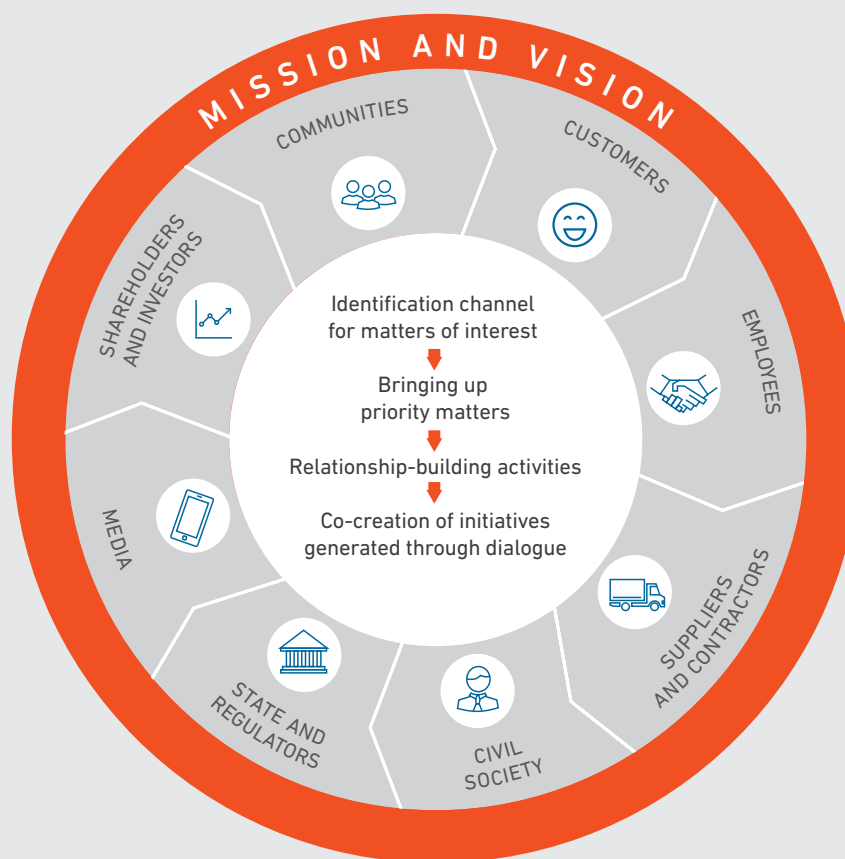 MISSION AND VISION
COMMUNITIES
CUSTOMERS
EMPLOYEES
SUPPLIERS
AND CONTRACTORS
CIVIL
SOCIETY
STATE AND
REGULATORS
MEDIA
SHAREHOLDERS
AND INVESTORS
Identification channel
for matters of interest
Bringing up
priority matters
Relationship-building activities
Co-creation of initiatives
generated through dialogue